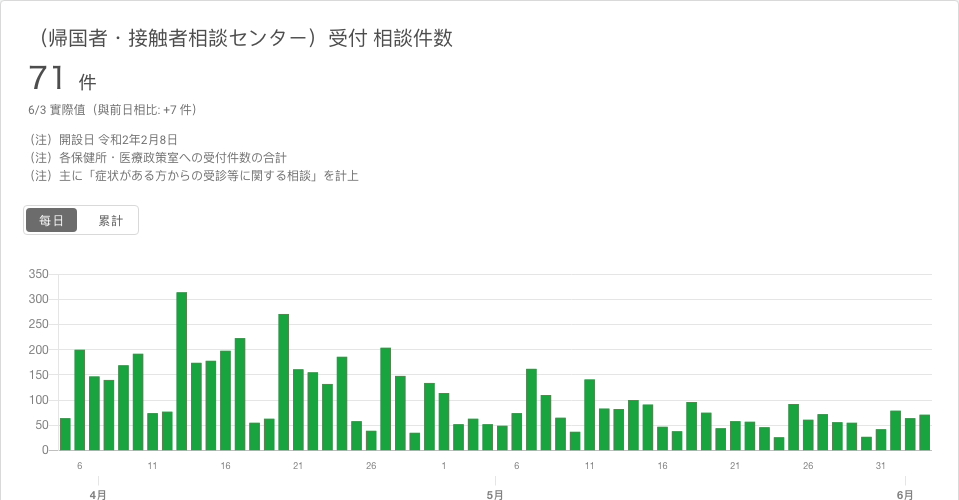 （帰国者・接触者相談センター）受付 相談件数
71 件
6/3 實際値（與前日相比: +7 件）
（注）開設日 令和2年2月8日
（注）各保健所・医療政策室への受付件数の合計
（注）主に「症状がある方からの受診等に関する相談」を計上
每日 累計
350
300
250
200
150
100
50
0
6 11 16 21 26 1 6 11 16 21 26 31
4月 5月 6月